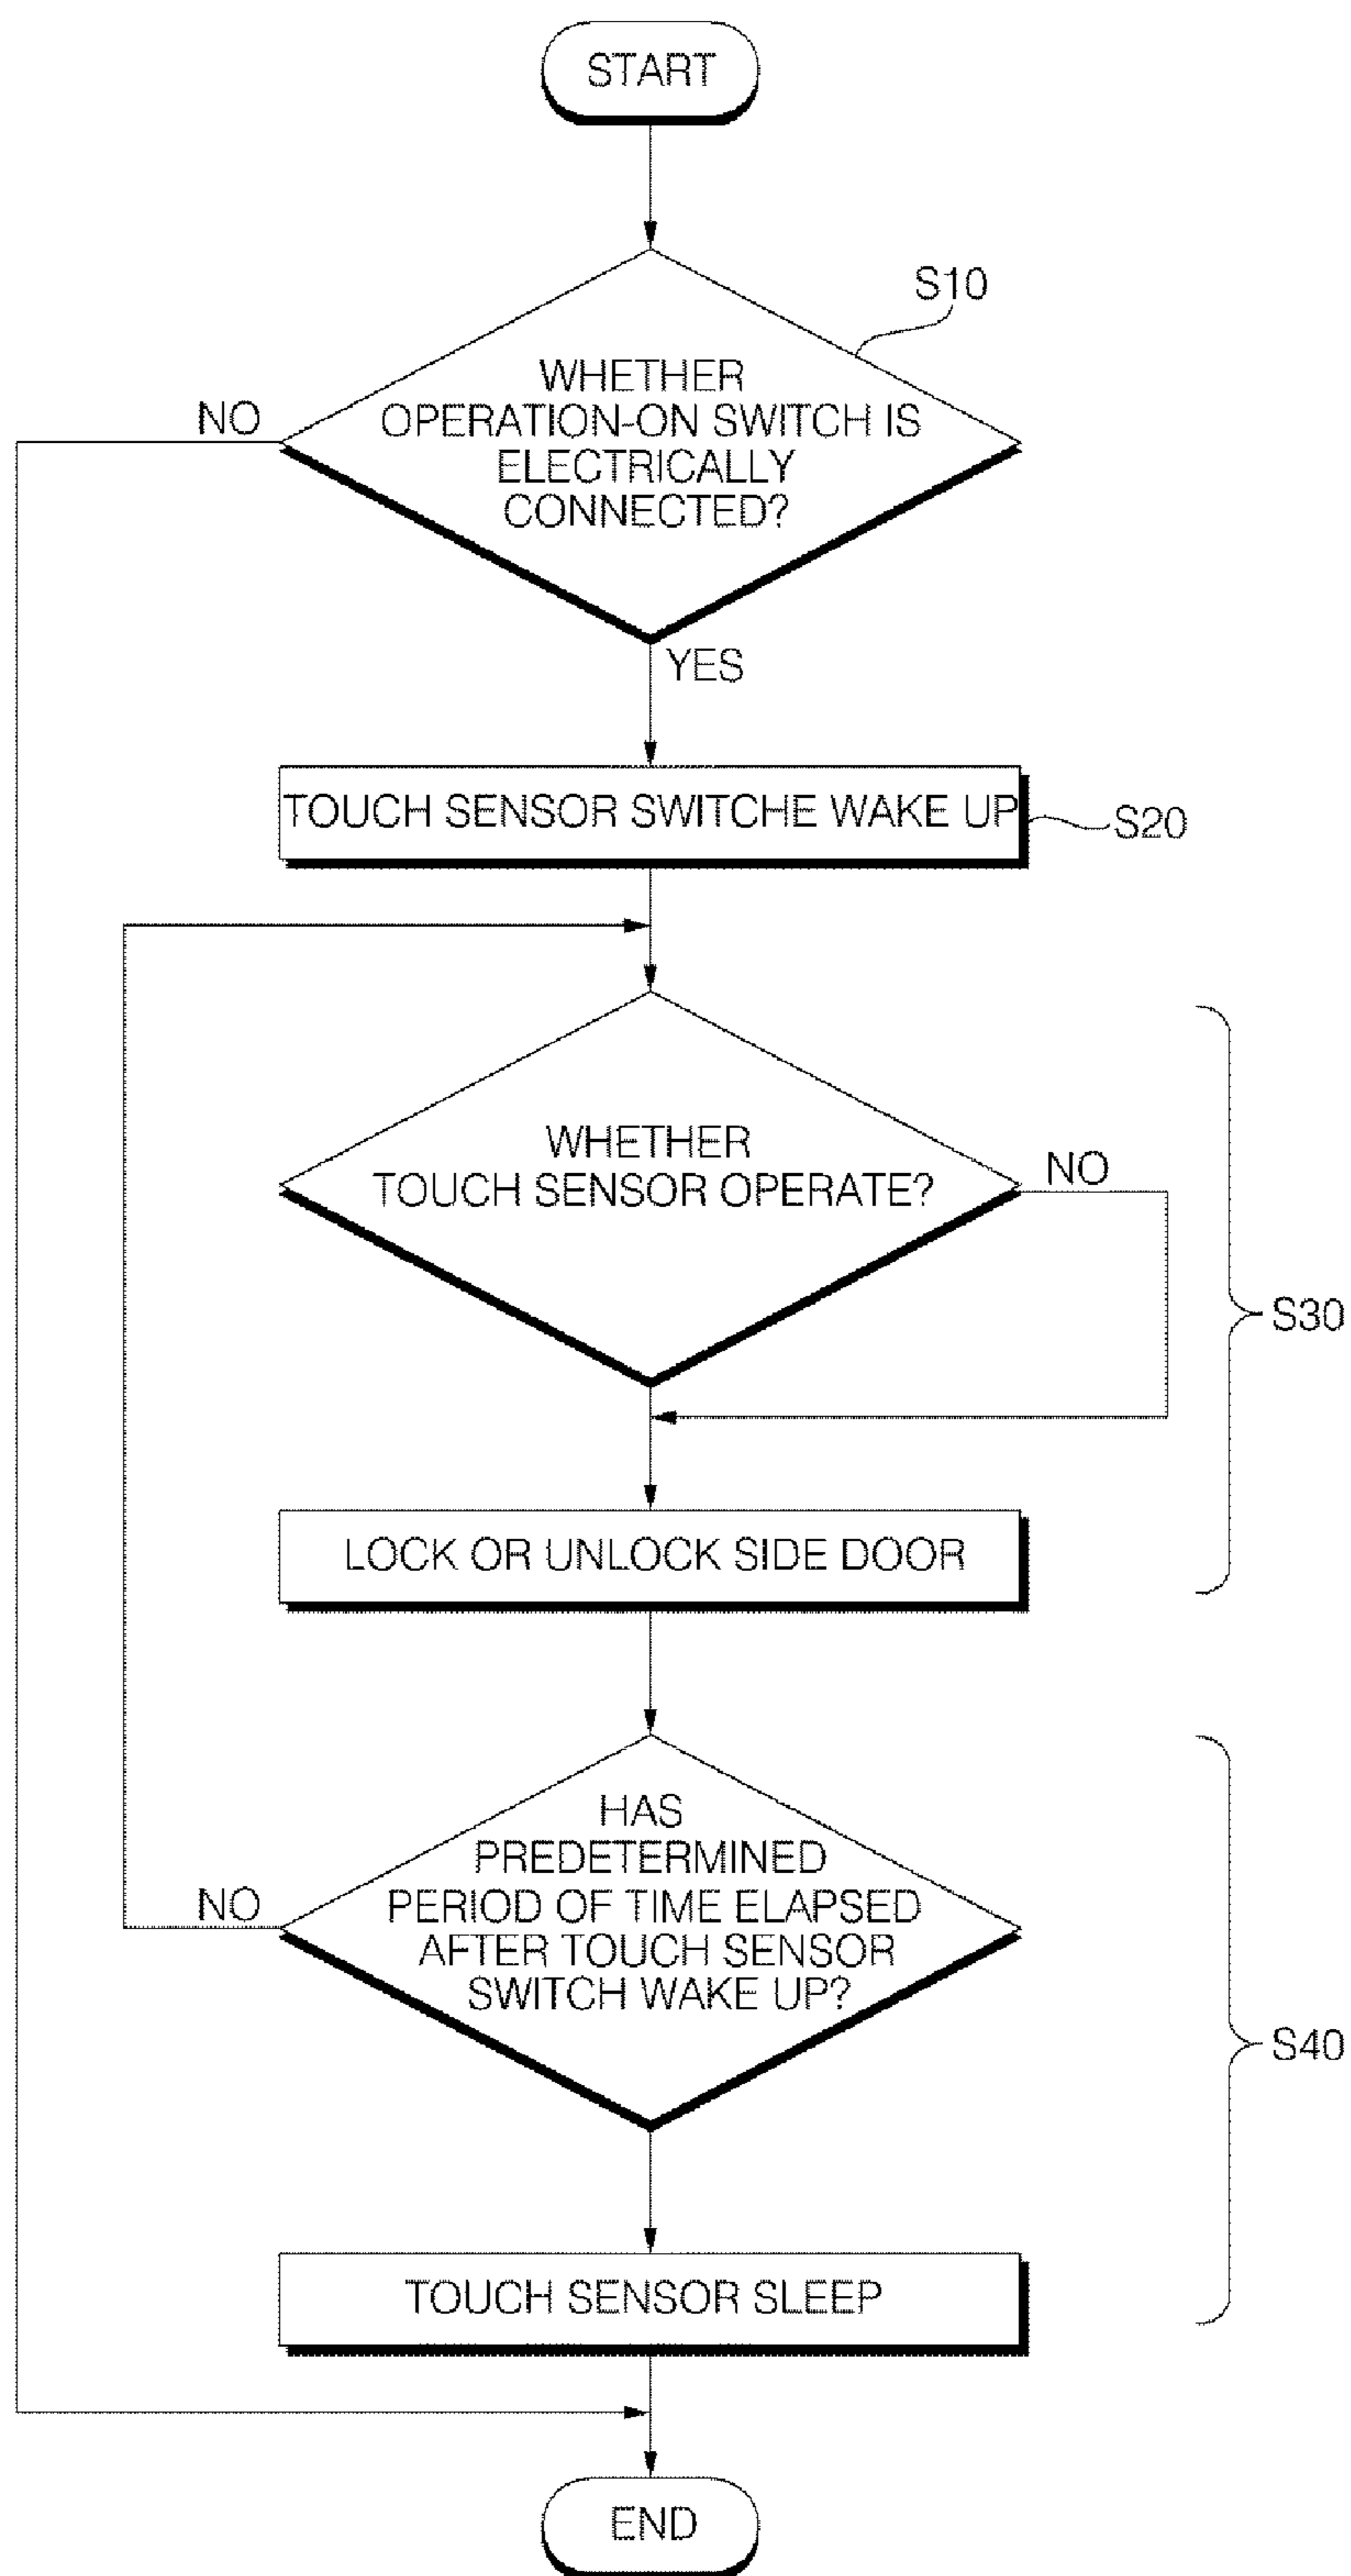 START
S10
WHETHER
OPERATION-ON SWITCH IS
ELECTRICALLY
CONNECTED?
NO
YES
TOUCH SENSOR SWITCHE WAKE UP
S20
WHETHER
TOUCH SENSOR OPERATE?
NO
S30
LOCK OR UNLOCK SIDE DOOR
HAS
PREDETERMINED
PERIOD OF TIME ELAPSED
AFTER TOUCH SENSOR
SWITCH WAKE UP?
NO
S40
TOUCH SENSOR SLEEP
END